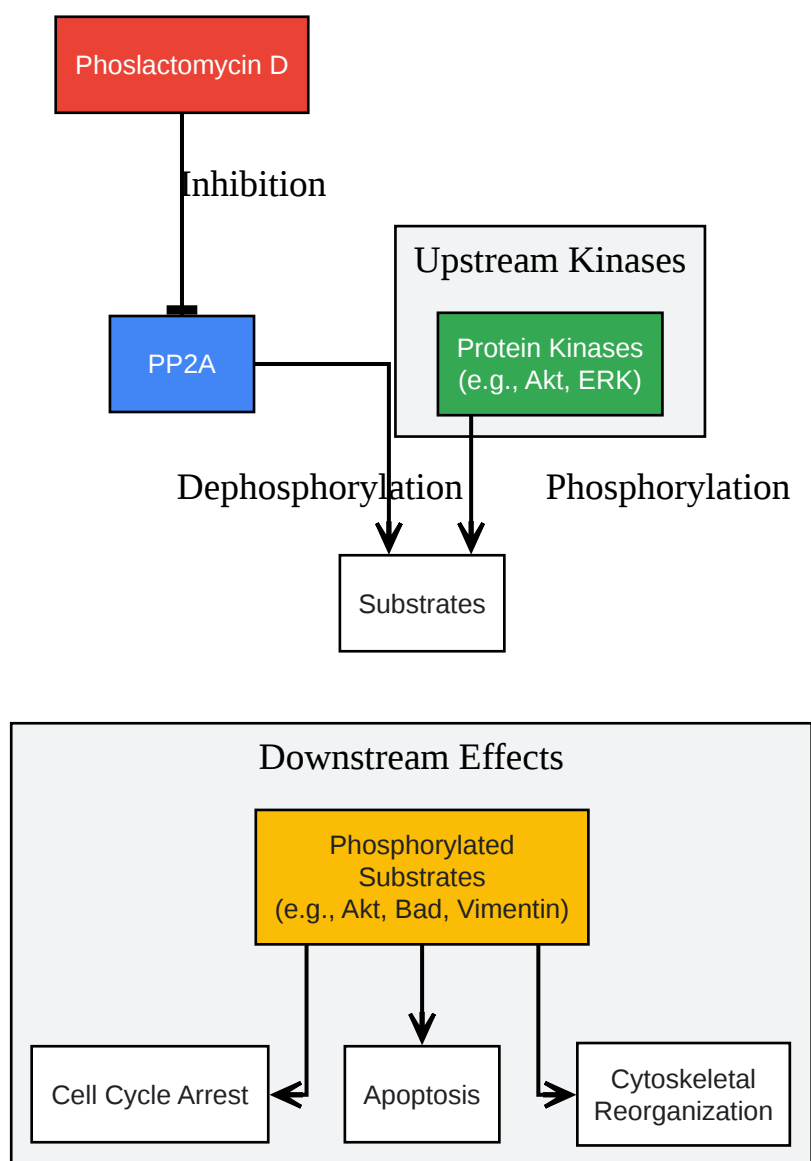 Phoslactomycin D
Inhibition
Upstream Kinases
Protein Kinases
(e.g., Akt, ERK)
PP2A
Dephosphorylation
Phosphorylation
Substrates
Downstream Effects
Phosphorylated
Substrates
(e.g., Akt, Bad, Vimentin)
Cell Cycle Arrest
Apoptosis
Cytoskeletal
Reorganization